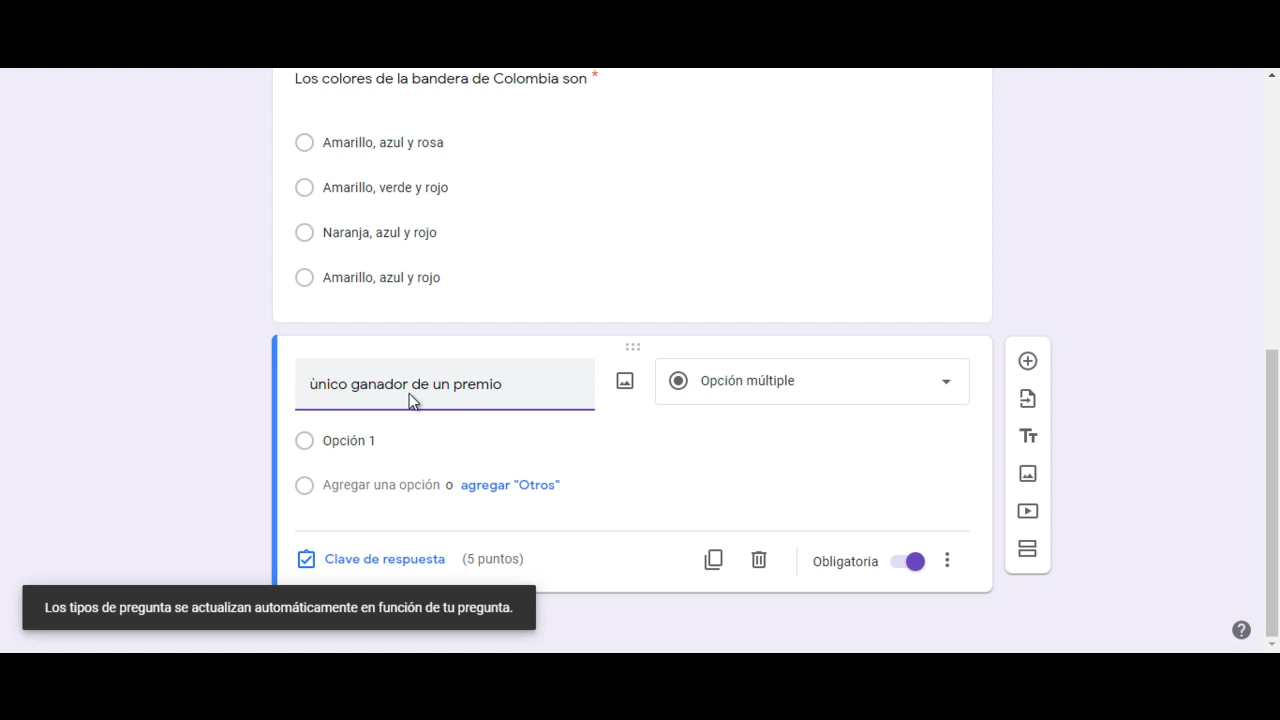 Los colores de la bandera de Colombia son *
Amarillo, azul y rosa
Amarillo, verde y rojo
Naranja, azul y rojo
Amarillo, azul y rojo
ùnico ganador de un premio
Opción múltiple
Opción 1
Agregar una opción o agregar "Otros"
Clave de respuesta (5 puntos)
Obligatoria
Los tipos de pregunta se actualizan automáticamente en función de tu pregunta.